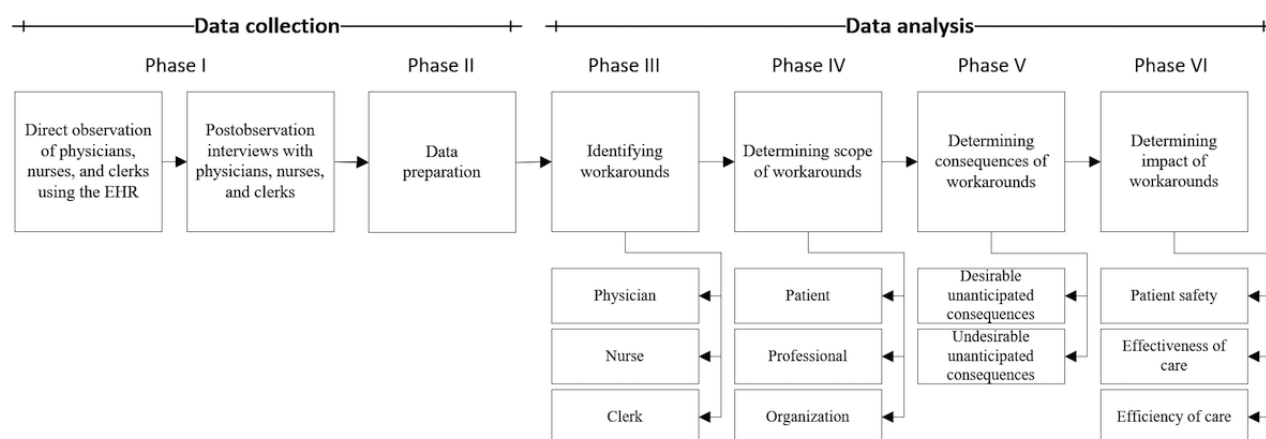 Data collection
Data analysis
Phase I
Phase II
Phase III
Phase IV
Phase V
Phase VI
Direct observation
of physicians,
nurses, and clerks
using the EHR
Postobservation
interviews with
physicians, nurses,
and clerks
Data
preparation
Identifying
workarounds
Determining scope
of workarounds
Determining
consequences of
workarounds
Determining
impact of
workarounds
Physician
Nurse
Clerk
Patient
Professional
Organization
Desirable
unanticipated
consequences
Undesirable
unanticipated
consequences
Patient safety
Effectiveness of
care
Efficiency of care